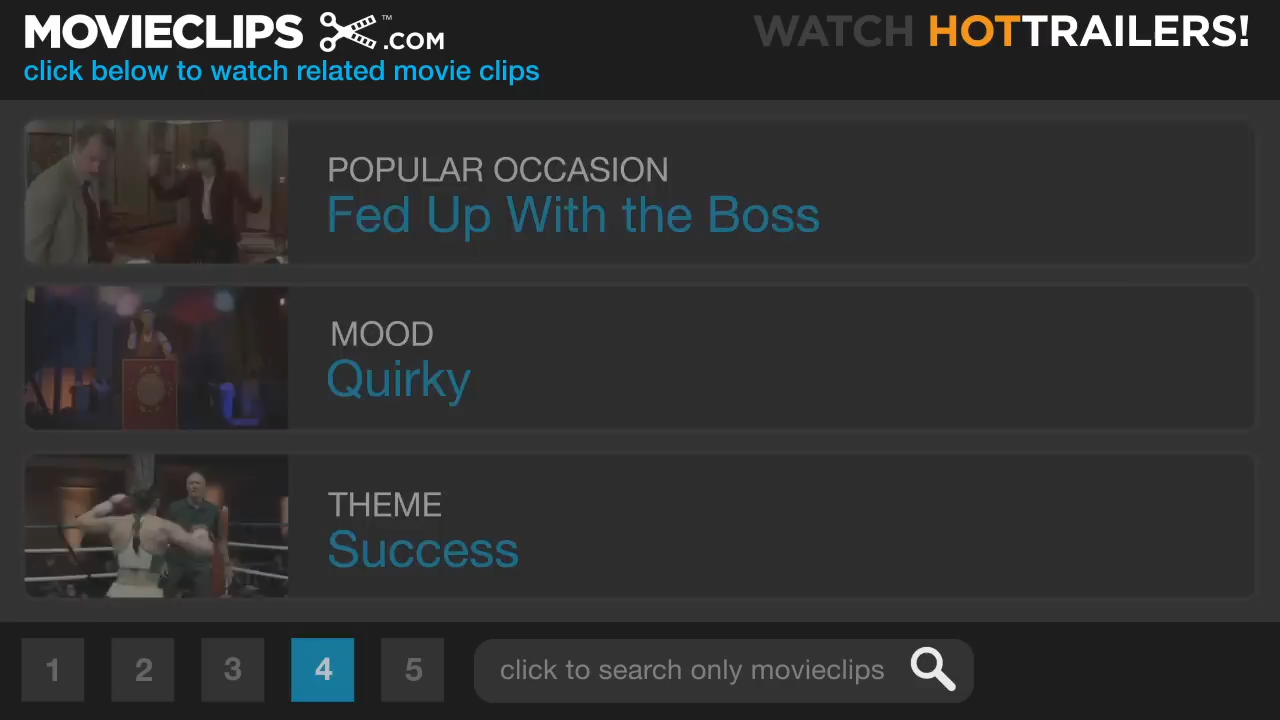 MOVIECLIPS™.COM
WATCH HOTTRAILERS!
click below to watch related movie clips
POPULAR OCCASION
Fed Up With the Boss
MOOD
Quirky
THEME
Success
1 2 3 4 5
click to search only movieclips